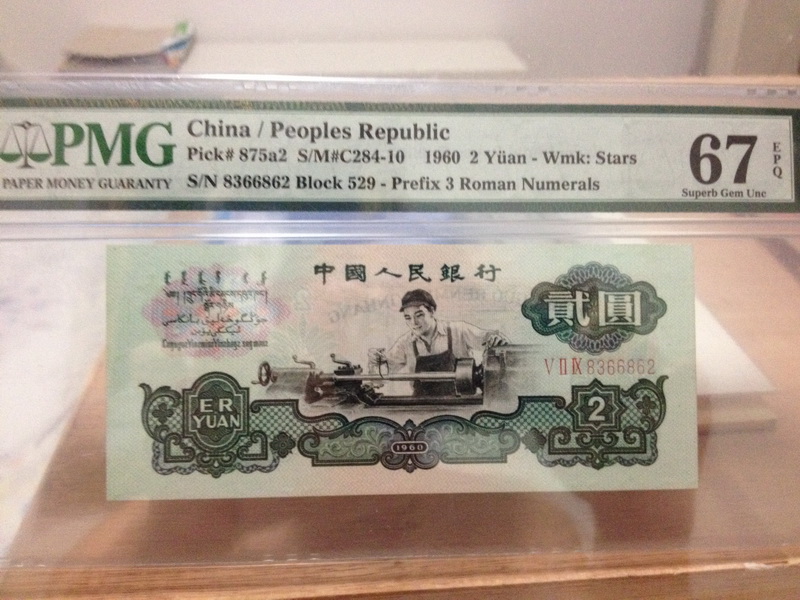 PMG
PAPER MONEY GUARANTY
China / Peoples Republic
Pick# 875a2 S/M#C284-10 1960 2 Yüan - Wmk: Stars
S/N 8366862 Block 529 - Prefix 3 Roman Numerals
67
EPQ
Superb Gem Unc
中國人民銀行
貳圓
V II IX 8366862
ER
YUAN
2
1960